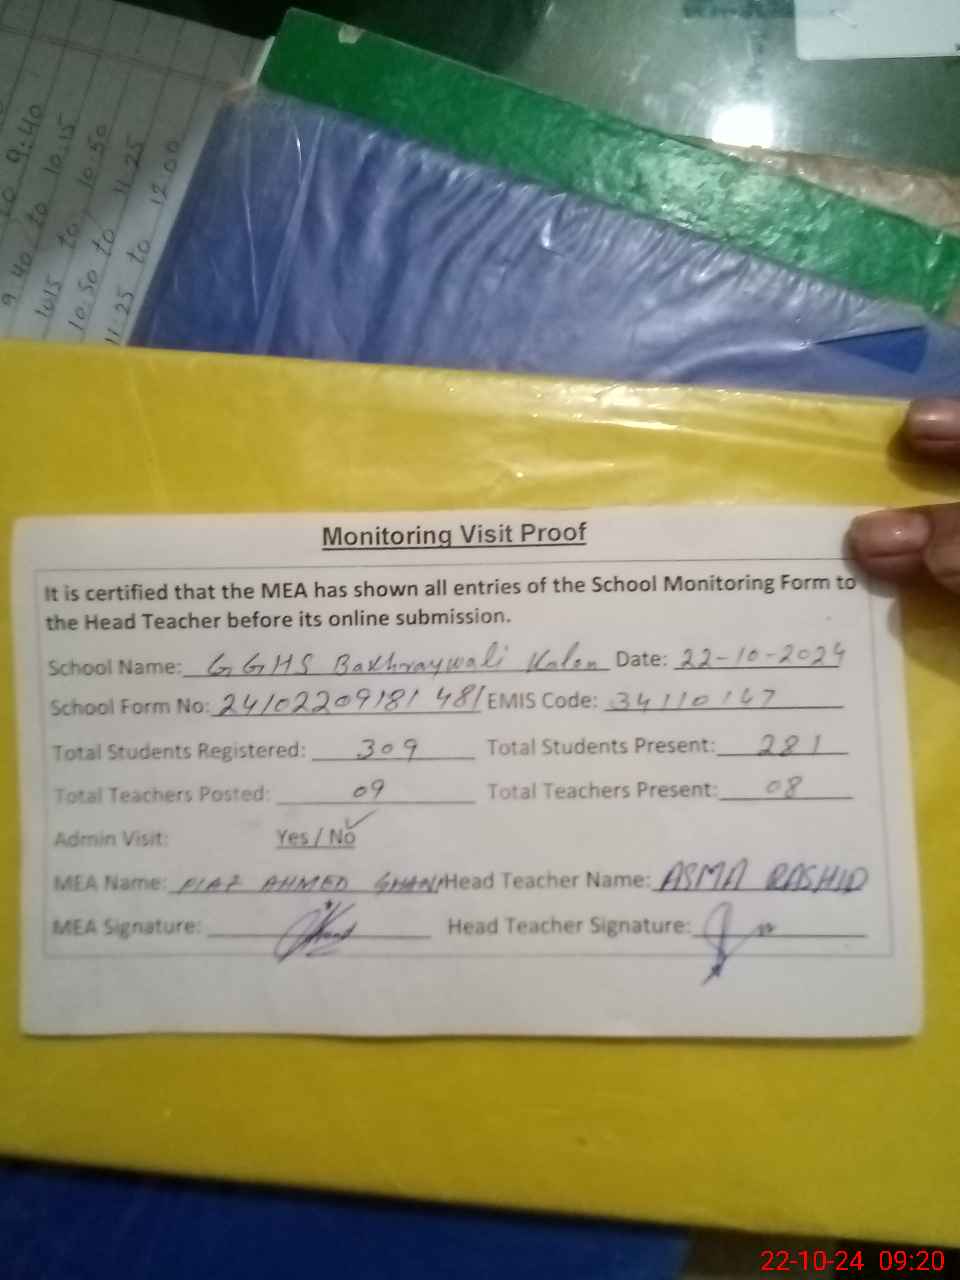 9:40
9:40 to 10:15
10:15 to 10:50
10:50 to 11:25
11:25 to 12:00
Monitoring Visit Proof
It is certified that the MEA has shown all entries of the School Monitoring Form to
the Head Teacher before its online submission.
School Name: GGHS Bakhraywali Kalan Date: 22-10-2024
School Form No: 24102209181 481 EMIS Code: 34110147
Total Students Registered: 309 Total Students Present: 281
Total Teachers Posted: 09 Total Teachers Present: 08
Admin Visit: Yes / No
MEA Name: AHMED Head Teacher Name: ASMA RASHID
MEA Signature: Head Teacher Signature:
22-10-24 09:20